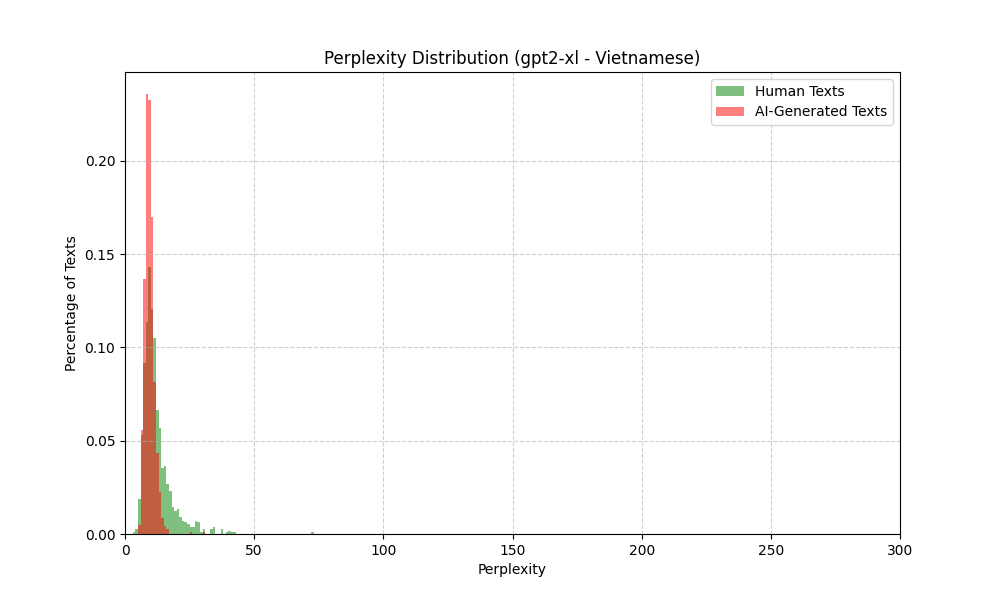 Perplexity Distribution (gpt2-xl - Vietnamese)
Human Texts
AI-Generated Texts
Percentage of Texts
0.20
0.15
0.10
0.05
0.00
0 50 100 150 200 250 300
Perplexity